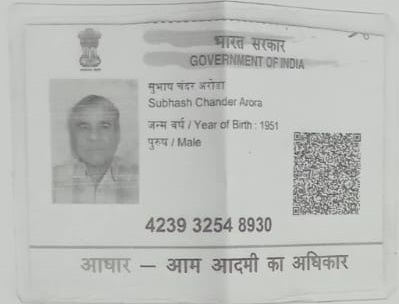 भारत सरकार
GOVERNMENT OF INDIA
सुभाष चंदर अरोडा
Subhash Chander Arora
जन्म वर्ष / Year of Birth : 1951
पुरुष / Male
4239 3254 8930
आधार — आम आदमी का अधिकार